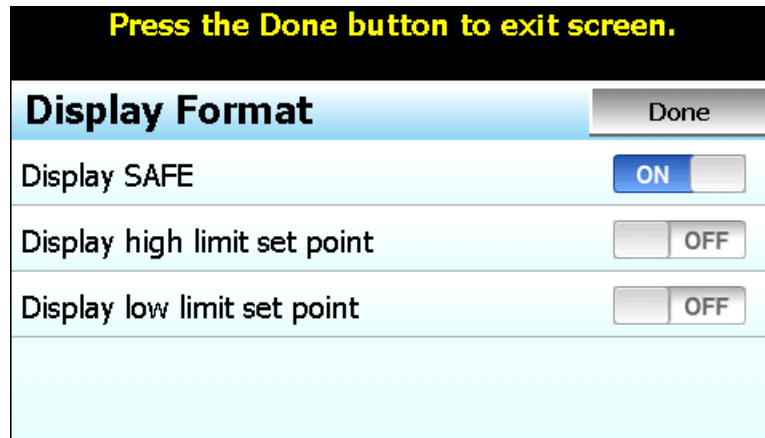 Press the Done button to exit screen.
Display Format
Done
Display SAFE
ON
Display high limit set point
OFF
Display low limit set point
OFF